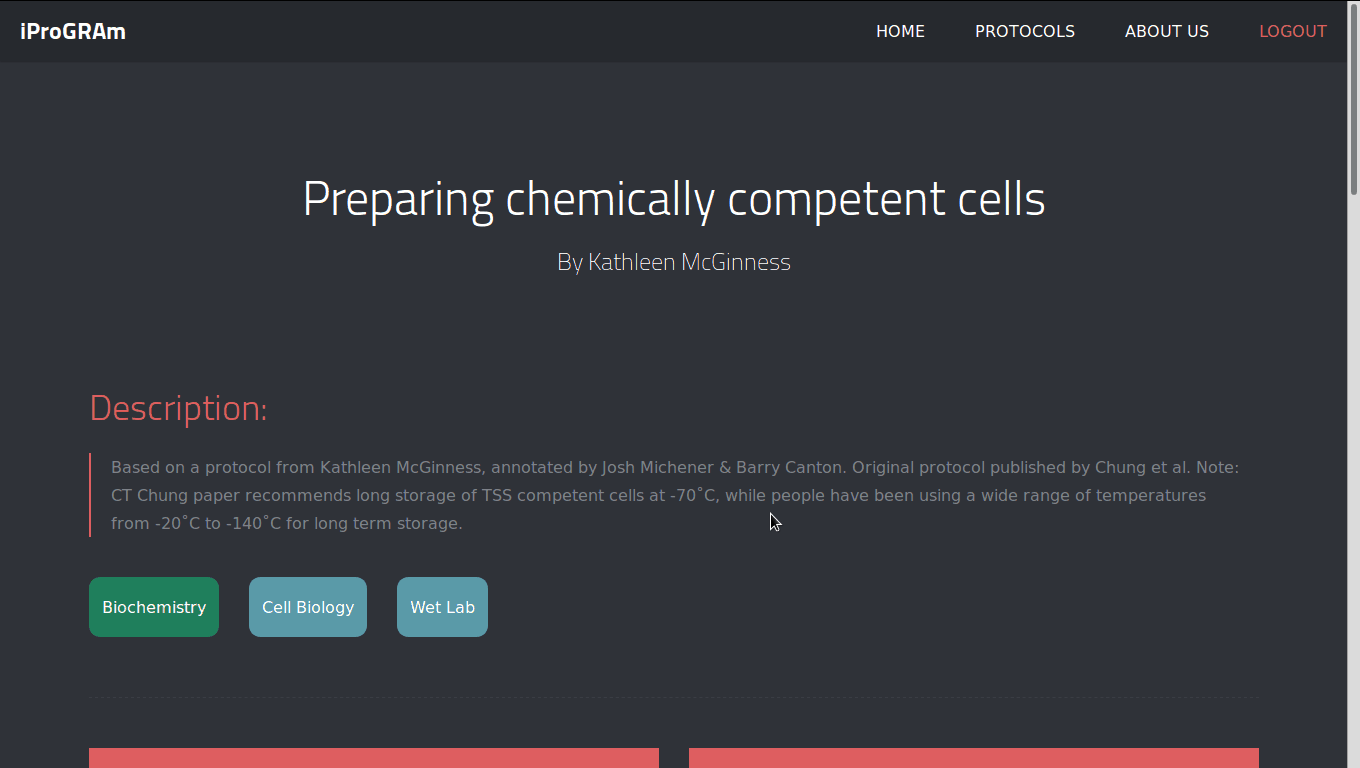 iProGRAm
HOME PROTOCOLS ABOUT US LOGOUT
Preparing chemically competent cells
By Kathleen McGinness
Description:
Based on a protocol from Kathleen McGinness, annotated by Josh Michener & Barry Canton. Original protocol published by Chung et al. Note:
CT Chung paper recommends long storage of TSS competent cells at -70˚C, while people have been using a wide range of temperatures
from -20˚C to -140˚C for long term storage.
Biochemistry Cell Biology Wet Lab